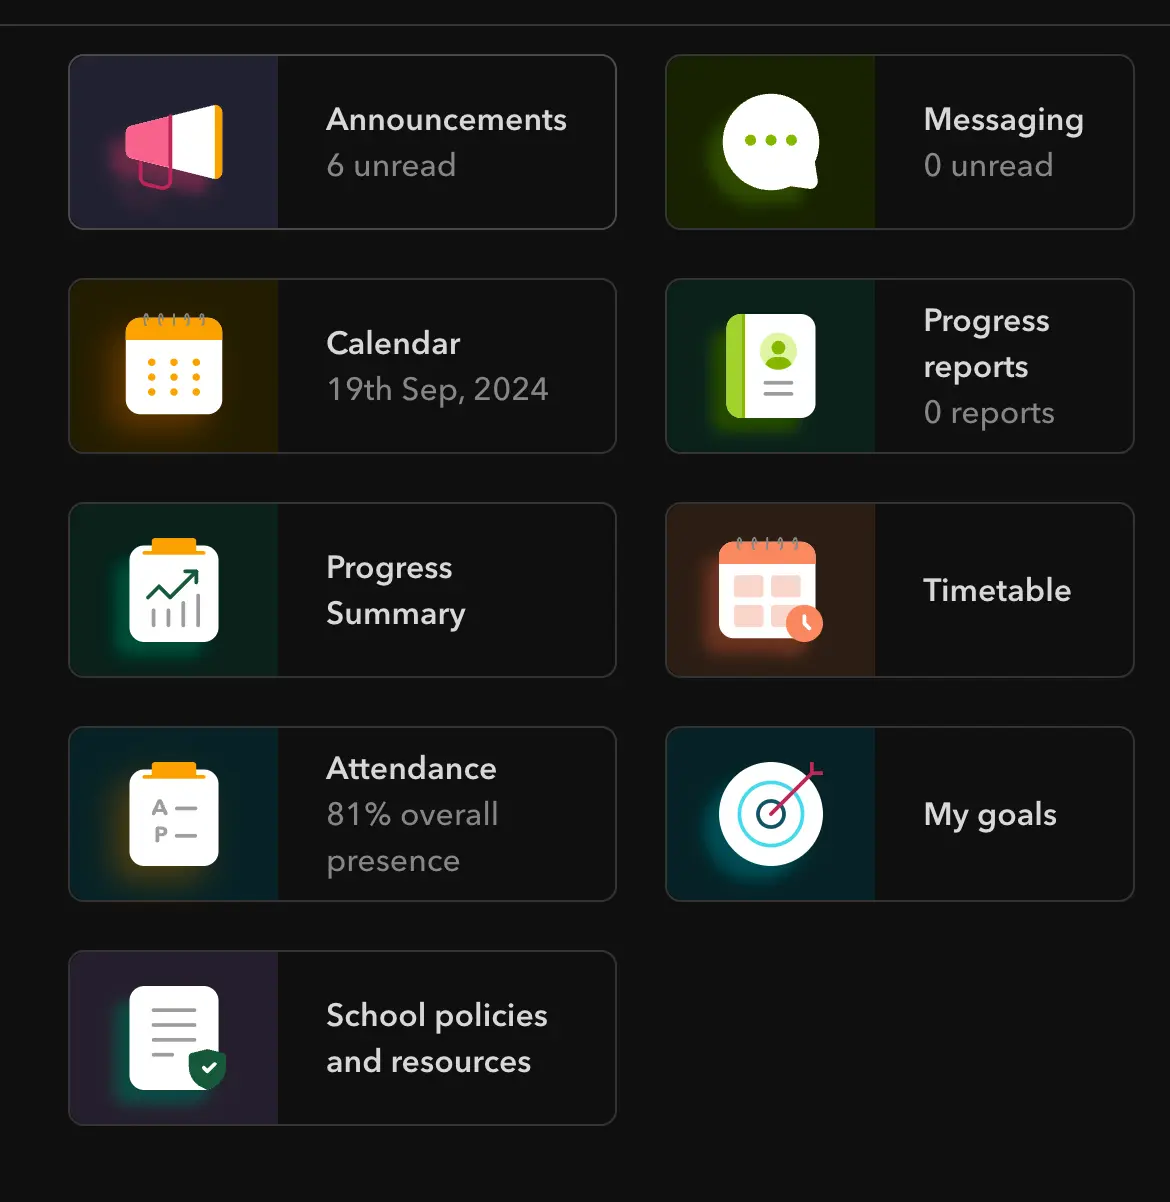 Announcements
6 unread
Messaging
0 unread
Calendar
19th Sep, 2024
Progress
reports
0 reports
Progress
Summary
Timetable
Attendance
81% overall
presence
A
P
My goals
School policies
and resources